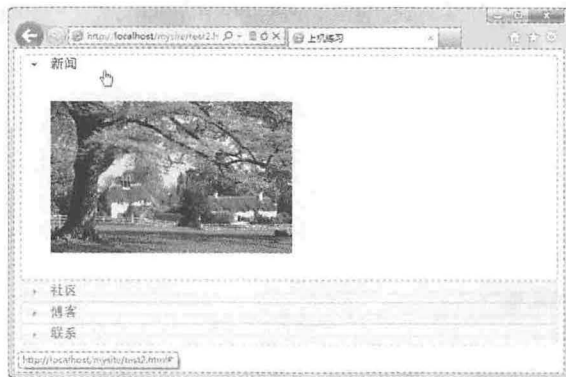 http://localhost/mysite/test2.h 上机练习
新闻
社区
博客
联系
http://localhost/mysite/test2.html#